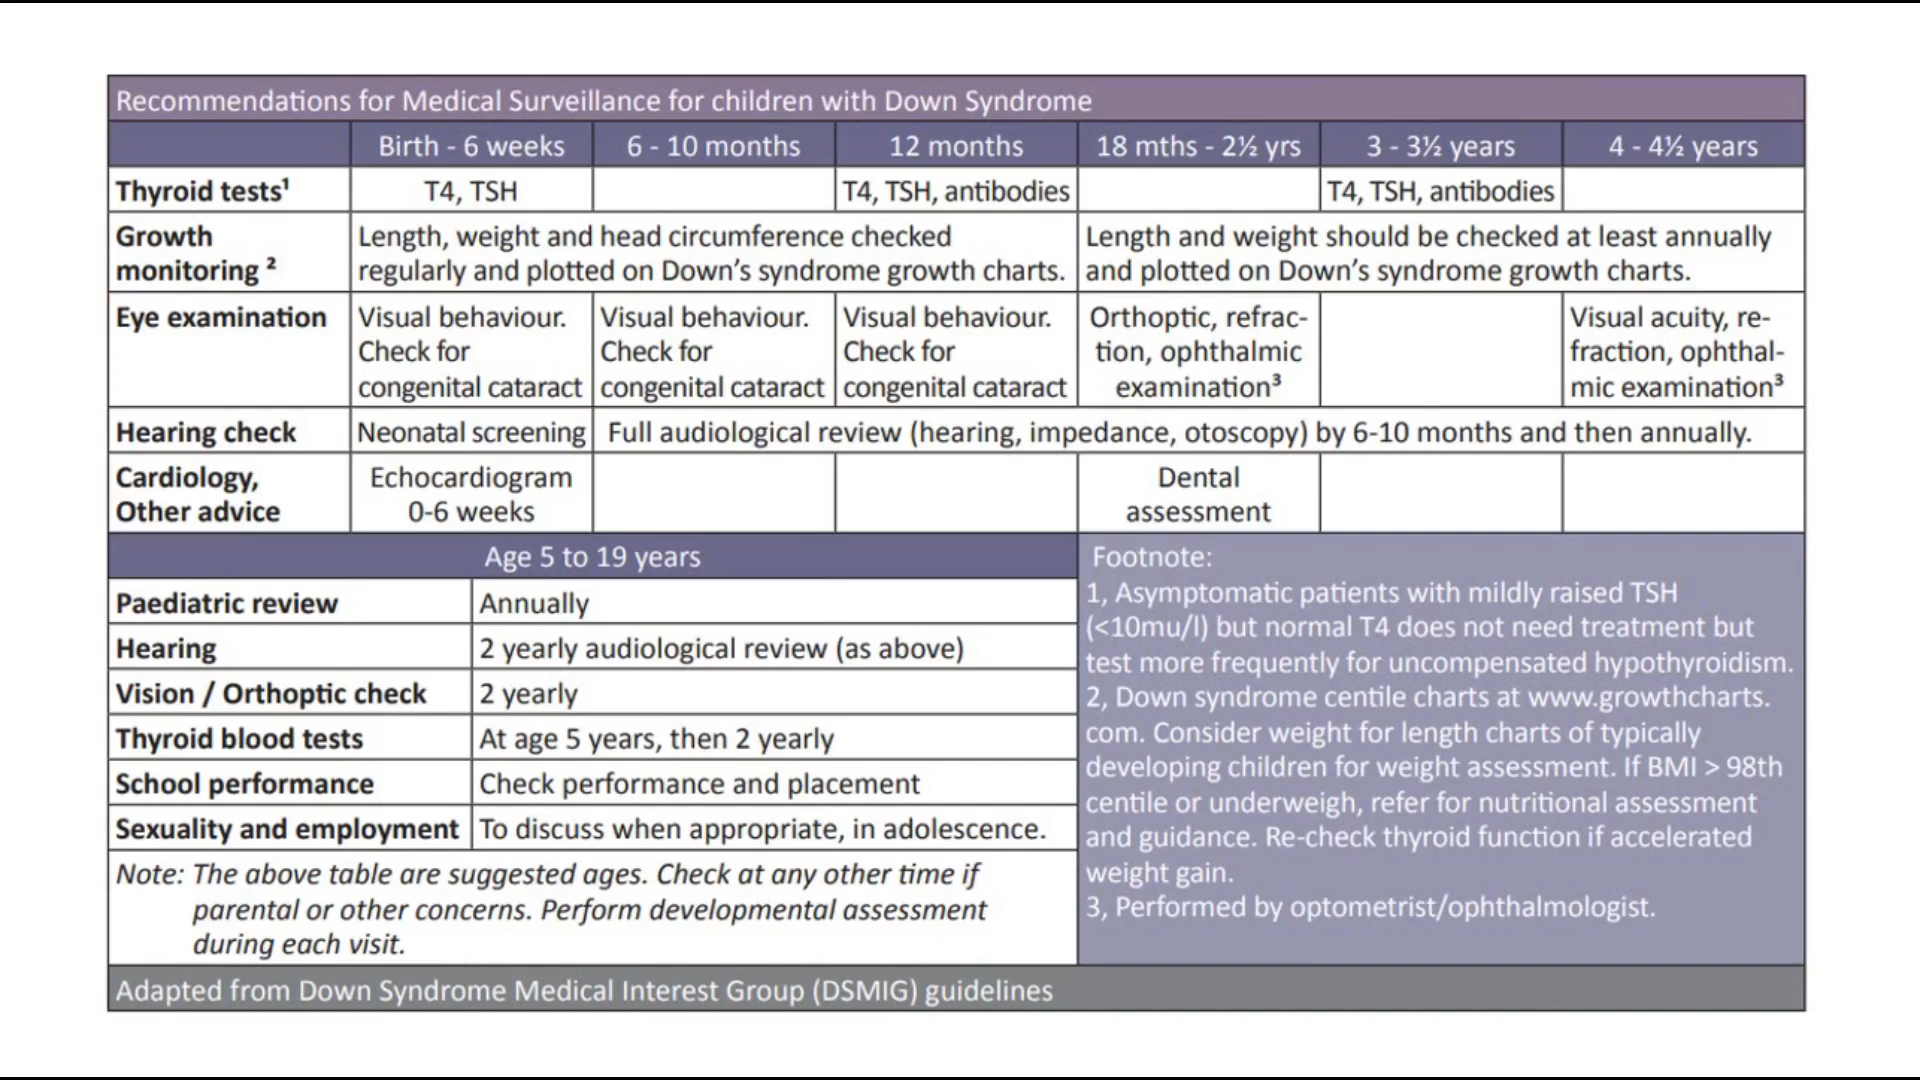 Recommendations for Medical Surveillance for children with Down Syndrome
Birth - 6 weeks
6 - 10 months
12 months
18 mths - 2½ yrs
3 - 3½ years
4 - 4½ years
Thyroid tests¹
T4, TSH
T4, TSH, antibodies
T4, TSH, antibodies
Growth
monitoring ²
Length, weight and head circumference checked
regularly and plotted on Down's syndrome growth charts.
Length and weight should be checked at least annually
and plotted on Down's syndrome growth charts.
Eye examination
Visual behaviour.
Check for
congenital cataract
Visual behaviour.
Check for
congenital cataract
Visual behaviour.
Check for
congenital cataract
Orthoptic, refrac-
tion, ophthalmic
examination³
Visual acuity, re-
fraction, ophthal-
mic examination³
Hearing check
Neonatal screening
Full audiological review (hearing, impedance, otoscopy) by 6-10 months and then annually.
Cardiology,
Other advice
Echocardiogram
0-6 weeks
Dental
assessment
Age 5 to 19 years
Paediatric review
Annually
Hearing
2 yearly audiological review (as above)
Vision / Orthoptic check
2 yearly
Thyroid blood tests
At age 5 years, then 2 yearly
School performance
Check performance and placement
Sexuality and employment
To discuss when appropriate, in adolescence.
Note: The above table are suggested ages. Check at any other time if
parental or other concerns. Perform developmental assessment
during each visit.
Footnote:
1, Asymptomatic patients with mildly raised TSH
(<10mu/l) but normal T4 does not need treatment but
test more frequently for uncompensated hypothyroidism.
2, Down syndrome centile charts at www.growthcharts.
com. Consider weight for length charts of typically
developing children for weight assessment. If BMI > 98th
centile or underweigh, refer for nutritional assessment
and guidance. Re-check thyroid function if accelerated
weight gain.
3, Performed by optometrist/ophthalmologist.
Adapted from Down Syndrome Medical Interest Group (DSMIG) guidelines